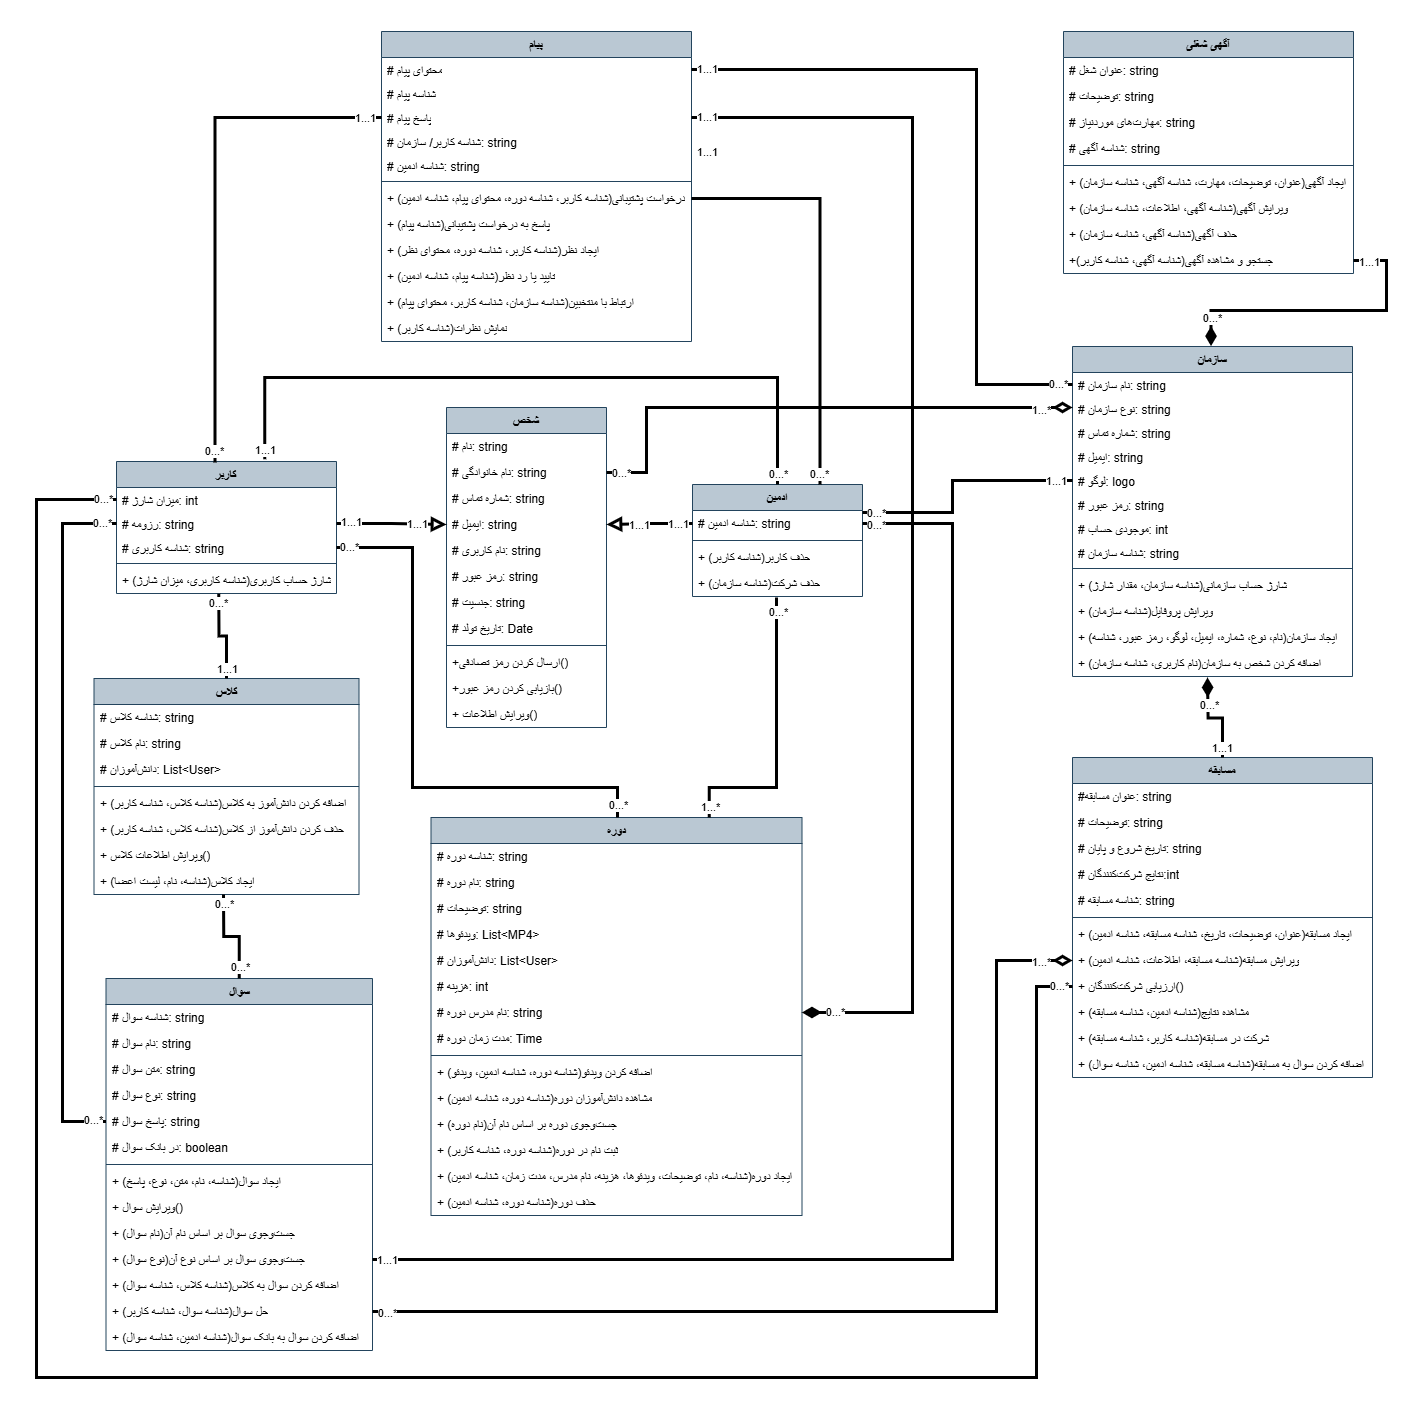 پیام
# محتوای پیام
# شناسه پیام
# پاسخ پیام
# شناسه کاربر/ سازمان: string
# شناسه ادمین: string
+ درخواست پشتیبانی(شناسه کاربر، شناسه دوره، محتوای پیام، شناسه ادمین)
+ پاسخ به درخواست پشتیبانی(شناسه پیام)
+ ایجاد نظر(شناسه کاربر، شناسه دوره، محتوای نظر)
+ تایید یا رد نظر(شناسه پیام، شناسه ادمین)
+ ارتباط با منتخبین(شناسه سازمان، شناسه کاربر، محتوای پیام)
+ نمایش نظرات(شناسه کاربر)
1...1
1...1
1...1
1...1
آگهی شغلی
# عنوان شغل: string
# توضیحات: string
# مهارت‌های موردنیاز: string
# شناسه آگهی: string
+ ایجاد آگهی(عنوان، توضیحات، مهارت، شناسه آگهی، شناسه سازمان)
+ ویرایش آگهی(شناسه آگهی، اطلاعات، شناسه سازمان)
+ حذف آگهی(شناسه آگهی، شناسه سازمان)
+جستجو و مشاهده آگهی(شناسه آگهی، شناسه کاربر)
1...1
0...*
سازمان
# نام سازمان: string
# نوع سازمان: string
# شماره تماس: string
# ایمیل: string
# لوگو: logo
# رمز عبور: string
# موجودی حساب: int
# شناسه سازمان: string
+ شارژ حساب سازمانی(شناسه سازمان، مقدار شارژ)
+ ویرایش پروفایل(شناسه سازمان)
+ ایجاد سازمان(نام، نوع، شماره، ایمیل، لوگو، رمز عبور، شناسه)
+ اضافه کردن شخص به سازمان(نام کاربری، شناسه سازمان)
0...*
1...*
1...1
0...*
1...1
شخص
# نام: string
# نام خانوادگی: string
# شماره تماس: string
# ایمیل: string
# نام کاربری: string
# رمز عبور: string
# جنسیت: string
# تاریخ تولد: Date
+ارسال کردن رمز تصادفی()
+بازیابی کردن رمز عبور()
+ ویرایش اطلاعات()
0...*
1...1
1...1
ادمین
# شناسه ادمین: string
+ حذف کاربر(شناسه کاربر)
+ حذف شرکت(شناسه سازمان)
0...*
0...*
1...1
0...*
0...*
0...*
کاربر
# میزان شارژ: int
# رزومه: string
# شناسه کاربری: string
+ شارژ حساب کاربری(شناسه کاربری، میزان شارژ)
0...*
1...1
0...*
0...*
1...1
0...*
0...*
1...1
کلاس
# شناسه کلاس: string
# نام کلاس: string
# دانش‌آموزان: List<User>
+ اضافه کردن دانش‌آموز به کلاس(شناسه کلاس، شناسه کاربر)
+ حذف کردن دانش‌آموز از کلاس(شناسه کلاس، شناسه کاربر)
+ ویرایش اطلاعات کلاس()
+ ایجاد کلاس(شناسه، نام، لیست اعضا)
0...*
0...*
سوال
# شناسه سوال: string
# نام سوال: string
# متن سوال: string
# نوع سوال: string
# پاسخ سوال: string
# در بانک سوال: boolean
+ ایجاد سوال(شناسه، نام، متن، نوع، پاسخ)
+ ویرایش سوال()
+ جست‌وجوی سوال بر اساس نام آن(نام سوال)
+ جست‌وجوی سوال بر اساس نوع آن(نوع سوال)
+ اضافه کردن سوال به کلاس(شناسه کلاس، شناسه سوال)
+ حل سوال(شناسه سوال، شناسه کاربر)
+ اضافه کردن سوال به بانک سوال(شناسه ادمین، شناسه سوال)
0...*
1...1
0...*
0...*
1...*
دوره
# شناسه دوره: string
# نام دوره: string
# توضیحات: string
# ویدئوها: List<MP4>
# دانش‌آموزان: List<User>
# هزینه: int
# نام مدرس دوره: string
# مدت زمان دوره: Time
+ اضافه کردن ویدئو(شناسه دوره، شناسه ادمین، ویدئو)
+ مشاهده دانش‌آموزان دوره(شناسه دوره، شناسه ادمین)
+ جست‌وجوی دوره بر اساس نام آن(نام دوره)
+ ثبت نام در دوره(شناسه دوره، شناسه کاربر)
+ ایجاد دوره(شناسه، نام، توضیحات، ویدئوها، هزینه، نام مدرس، مدت زمان، شناسه ادمین)
+ حذف دوره(شناسه دوره، شناسه ادمین)
0...*
مسابقه
#عنوان مسابقه: string
# توضیحات: string
# تاریخ شروع و پایان: string
# نتایج شرکت‌کنندگان:int
# شناسه مسابقه: string
+ ایجاد مسابقه(عنوان، توضیحات، تاریخ، شناسه مسابقه، شناسه ادمین)
+ ویرایش مسابقه(شناسه مسابقه، اطلاعات، شناسه ادمین)
+ ارزیابی شرکت‌کنندگان()
+ مشاهده نتایج(شناسه ادمین، شناسه مسابقه)
+ شرکت در مسابقه(شناسه کاربر، شناسه مسابقه)
+ اضافه کردن سوال به مسابقه(شناسه مسابقه، شناسه ادمین، شناسه سوال)
1...*
0...*